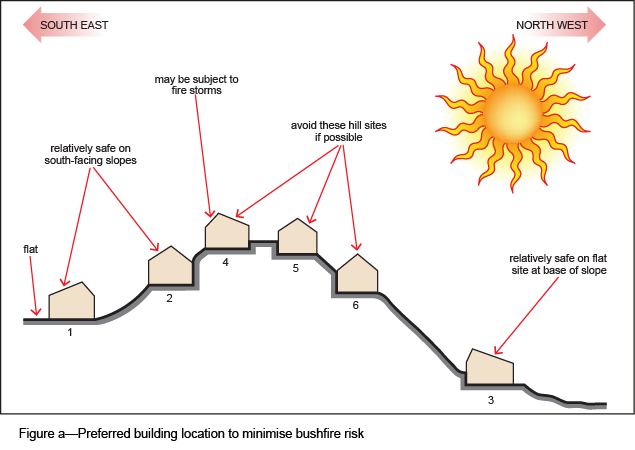 SOUTH EAST
NORTH WEST
may be subject to
fire storms
avoid these hill sites
if possible
relatively safe on
south-facing slopes
flat
relatively safe on flat
site at base of slope
1
2
4
5
6
3
Figure a—Preferred building location to minimise bushfire risk